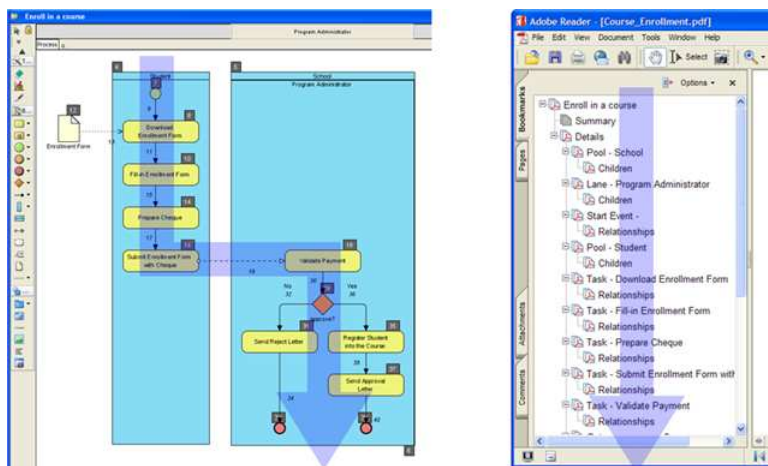 Enroll in a course
Program Administrator
Process
Student
School
Program Administrator
Enrollment Form
Download
Enrollment Form
Fill-in Enrollment Form
Prepare Cheque
Submit Enrollment Form
with Cheque
Validate Payment
No
Yes
approve?
Send Reject Letter
Register Student
into the Course
Send Approval
Letter
Adobe Reader - [Course_Enrollment.pdf]
File Edit View Document Tools Window Help
Select
Options
Bookmarks
Pages
Attachments
Comments
Enroll in a course
Summary
Details
Pool - School
Children
Lane - Program Administrator
Children
Start Event -
Relationships
Pool - Student
Children
Task - Download Enrollment Form
Relationships
Task - Fill-in Enrollment Form
Relationships
Task - Prepare Cheque
Relationships
Task - Submit Enrollment Form with
Relationships
Task - Validate Payment
Relationships